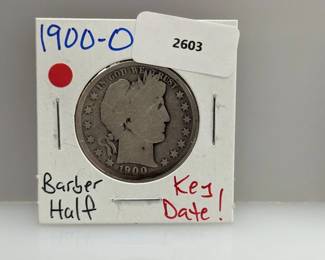 1900-O
2603
IN GOD WE TRUST
1900
Barber
Half
Key
Date!